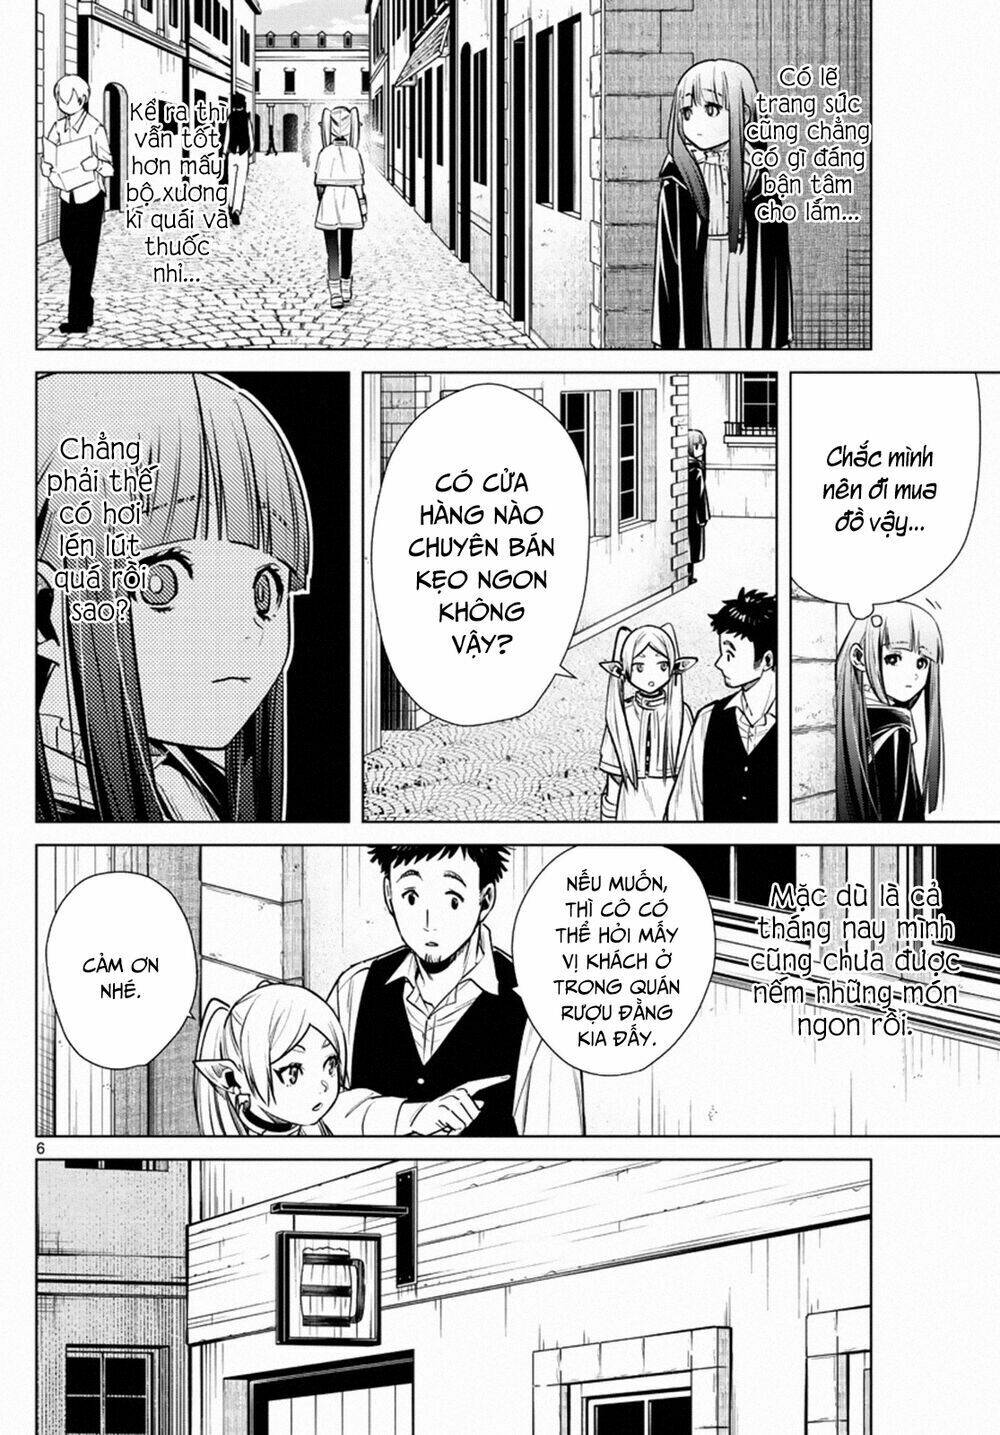 Có lẽ
trang sức
cũng chẳng
có gì đáng
bận tâm
cho lắm...
Kể ra thì
vẫn tốt
hơn mấy
bộ xương
kì quái và
thuốc
nhỉ...
Chắc mình
nên đi mua
đồ vậy...
CÓ CỬA
HÀNG NÀO
CHUYÊN BÁN
KẸO NGON
KHÔNG
VẬY?
Chẳng
phải thế
có hơi
lén lút
quá rồi
sao?
Mặc dù là cả
tháng nay mình
cũng chưa được
nếm những món
ngon rồi.
NẾU MUỐN,
THÌ CÔ CÓ
THỂ HỎI MẤY
VỊ KHÁCH Ở
TRONG QUÁN
RƯỢU ĐẰNG
KIA ĐẤY.
CẢM ƠN
NHÉ.
6